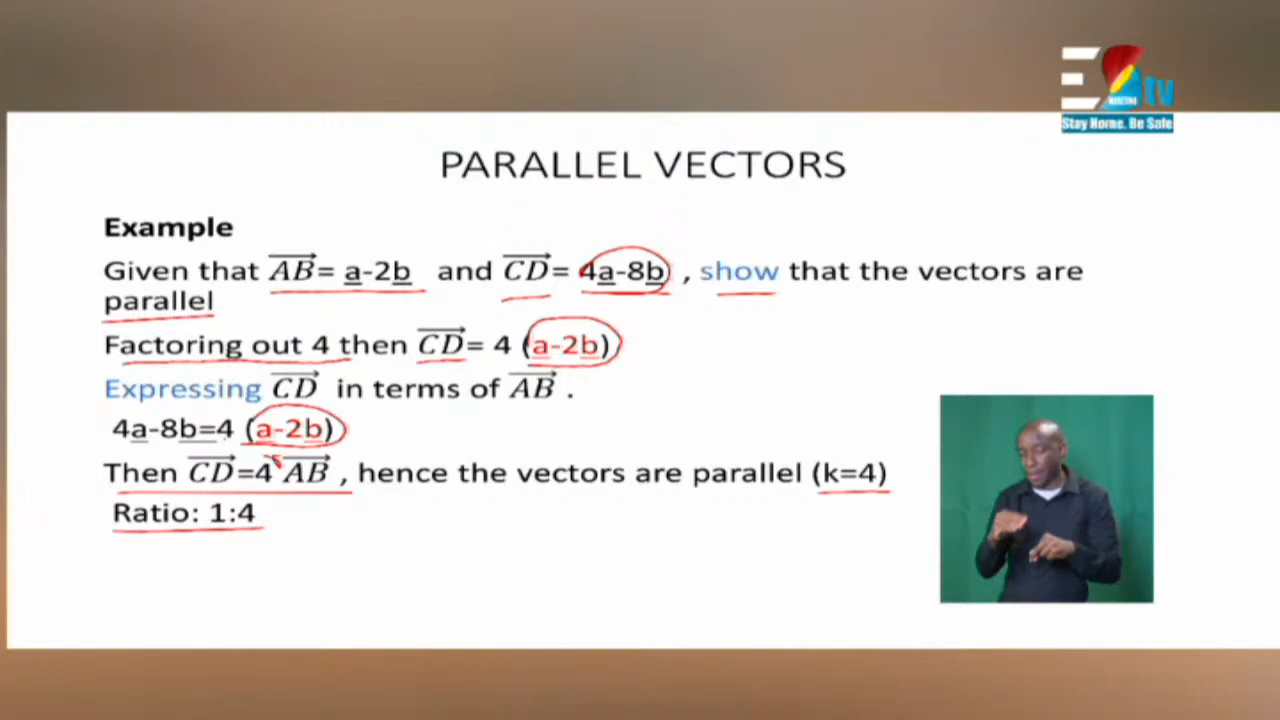 E tv
Stay Home. Be Safe
PARALLEL VECTORS
Example
Given that AB= a-2b and CD= 4a-8b , show that the vectors are
parallel
Factoring out 4 then CD= 4 (a-2b)
Expressing CD in terms of AB .
4a-8b=4 (a-2b)
Then CD=4 AB , hence the vectors are parallel (k=4)
Ratio: 1:4